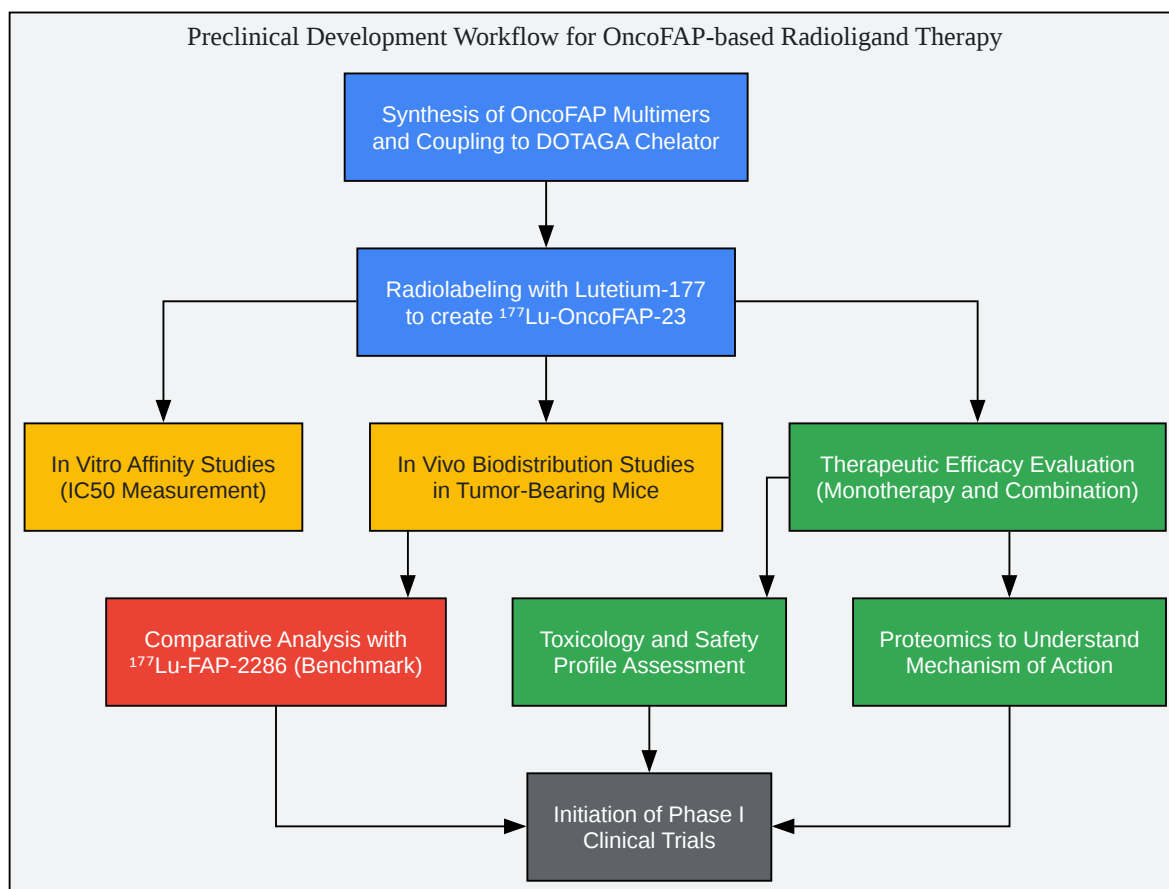 Preclinical Development Workflow for OncoFAP-based Radioligand Therapy
Synthesis of OncoFAP Multimers
and Coupling to DOTAGA Chelator
Radiolabeling with Lutetium-177
to create ¹⁷⁷Lu-OncoFAP-23
In Vitro Affinity Studies
(IC50 Measurement)
In Vivo Biodistribution Studies
in Tumor-Bearing Mice
Therapeutic Efficacy Evaluation
(Monotherapy and Combination)
Comparative Analysis with
¹⁷⁷Lu-FAP-2286 (Benchmark)
Toxicology and Safety
Profile Assessment
Proteomics to Understand
Mechanism of Action
Initiation of Phase I
Clinical Trials